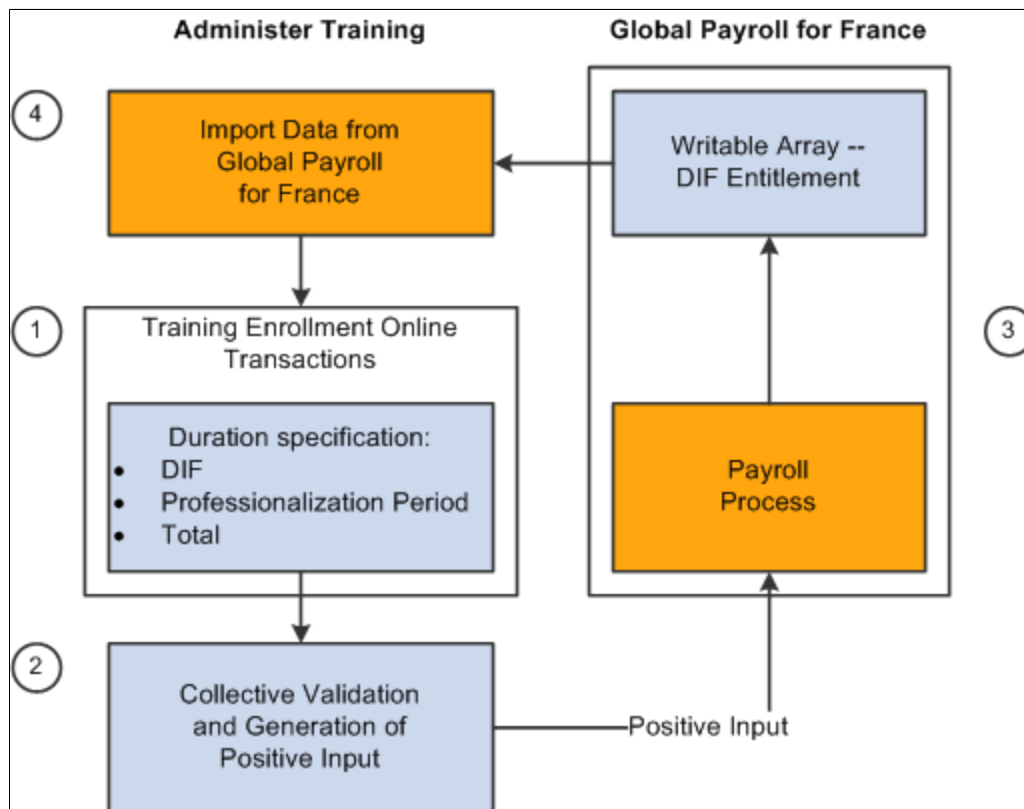 Administer Training
Global Payroll for France
4
Import Data from
Global Payroll
for France
Writable Array --
DIF Entitlement
1
Training Enrollment Online
Transactions
3
Duration specification:
• DIF
• Professionalization Period
• Total
Payroll
Process
2
Collective Validation
and Generation of
Positive Input
Positive Input